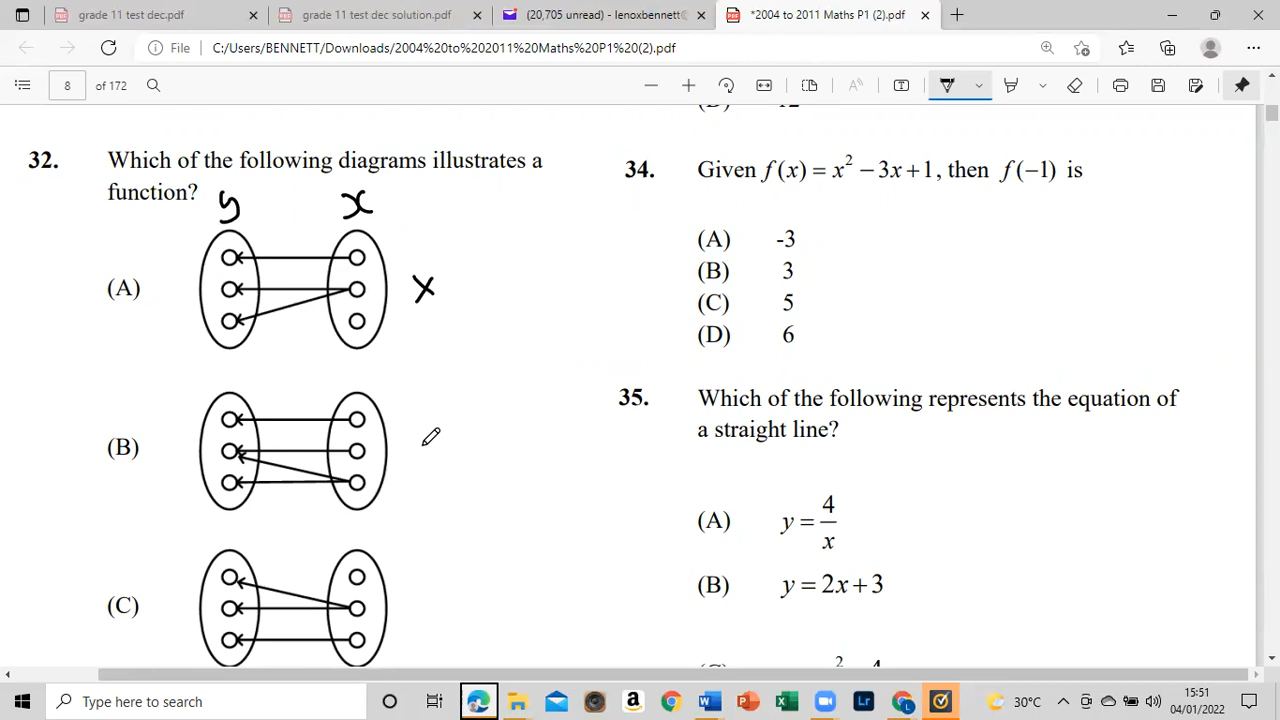 grade 11 test dec.pdf
grade 11 test dec solution.pdf
(20,705 unread) - lenoxbennett@
*2004 to 2011 Maths P1 (2).pdf
File
C:/Users/BENNETT/Downloads/2004%20to%202011%20Maths%20P1%20(2).pdf
8 of 172
32. Which of the following diagrams illustrates a
function?
y x
(A) x
(B)
(C)
34. Given f(x) = x² − 3x + 1, then f(−1) is
(A) -3
(B) 3
(C) 5
(D) 6
35. Which of the following represents the equation of
a straight line?
(A) y = 4/x
(B) y = 2x + 3
Type here to search
30°C
15:51
04/01/2022